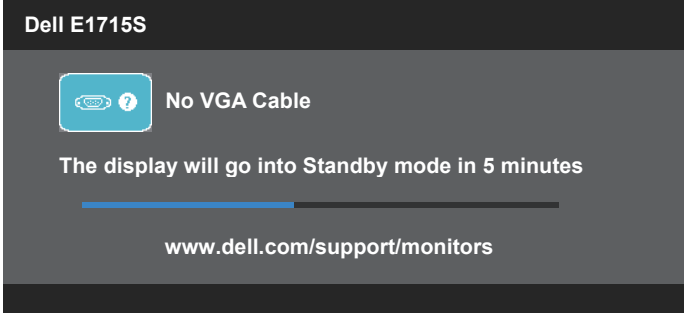 Dell E1715S
No VGA Cable
The display will go into Standby mode in 5 minutes
www.dell.com/support/monitors